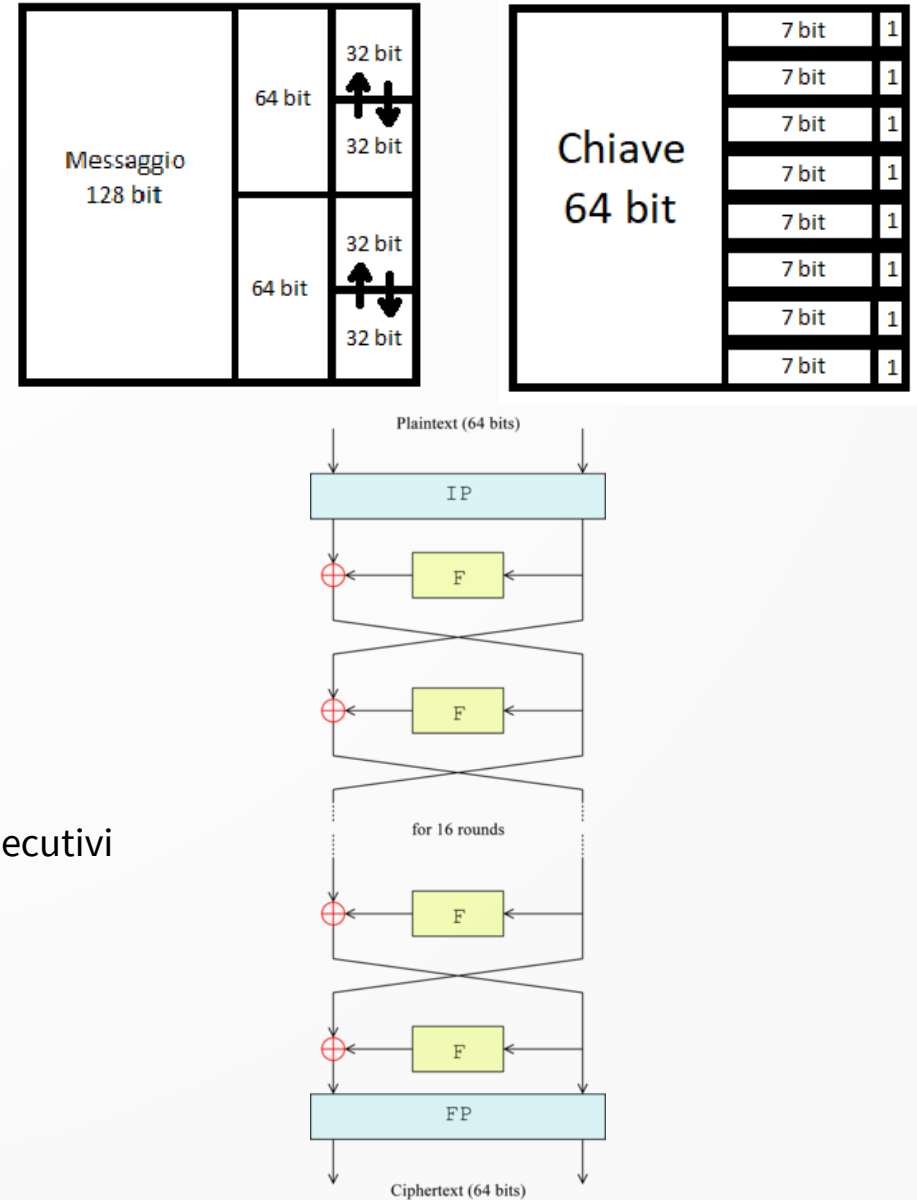 Messaggio
128 bit
64 bit
64 bit
32 bit
32 bit
32 bit
32 bit
Chiave
64 bit
7 bit 1
7 bit 1
7 bit 1
7 bit 1
7 bit 1
7 bit 1
7 bit 1
7 bit 1
Plaintext (64 bits)
IP
F
F
for 16 rounds
ecutivi
F
F
FP
Ciphertext (64 bits)